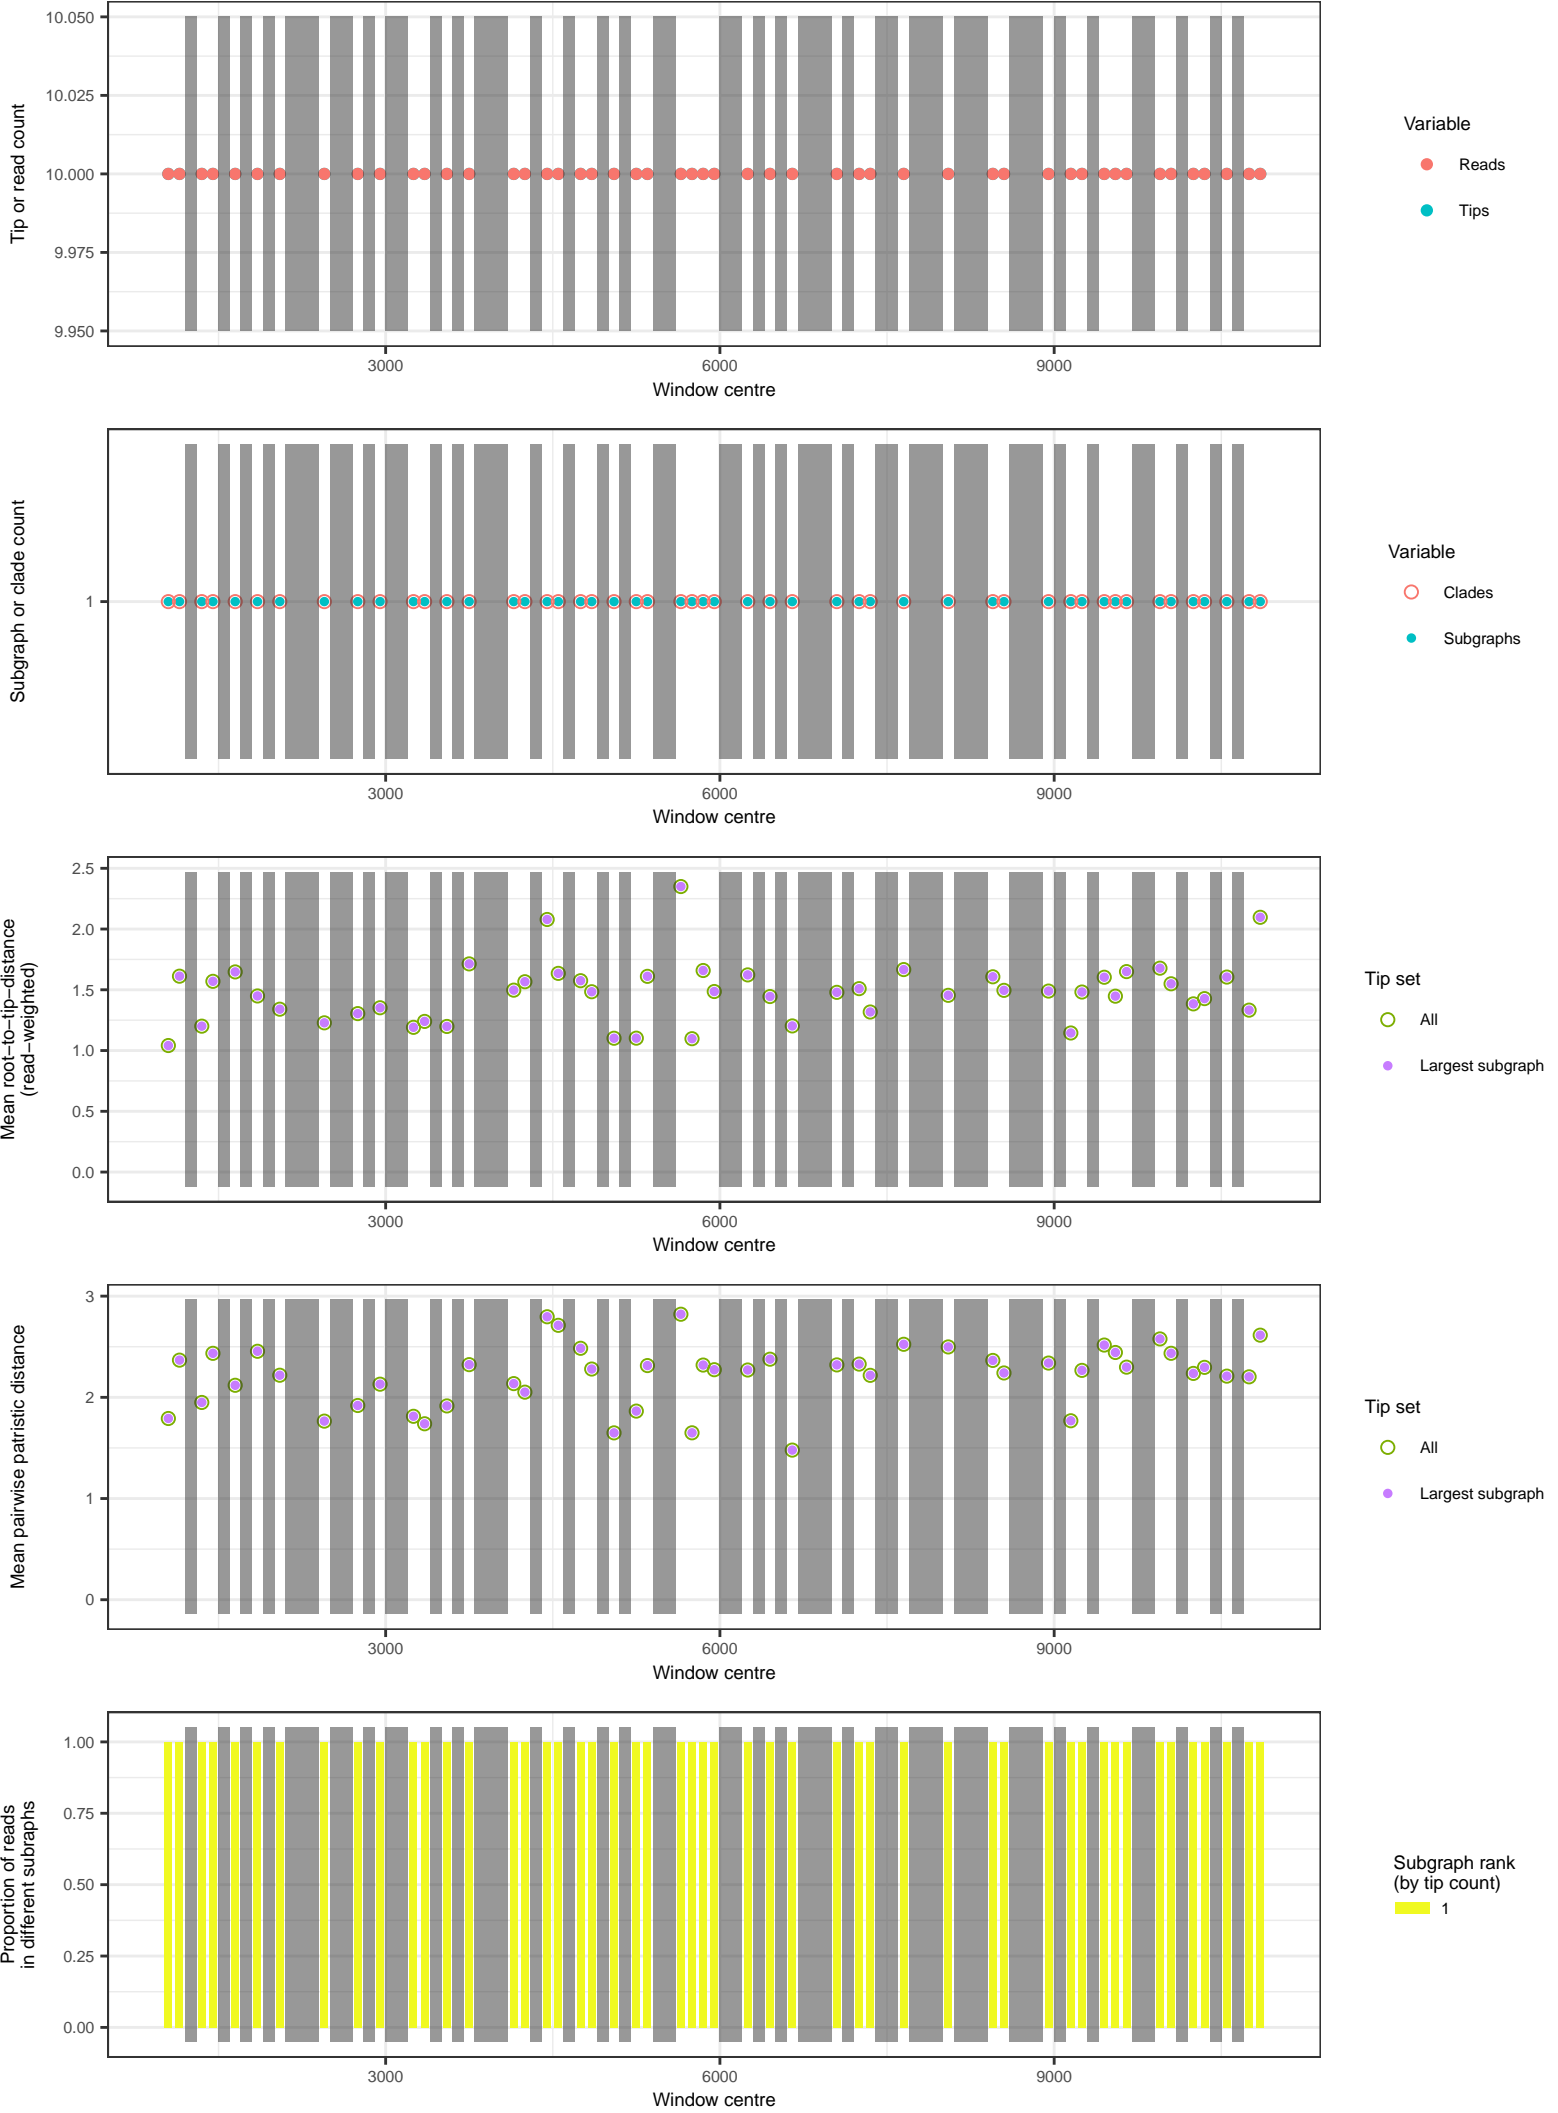 10.050
10.025
10.000
9.975
9.950
Tip or read count
3000
6000
9000
Window centre
Variable
Reads
Tips
1
Subgraph or clade count
3000
6000
9000
Window centre
Variable
Clades
Subgraphs
2.5
2.0
1.5
1.0
0.5
0.0
Mean root−to−tip−distance
(read−weighted)
3000
6000
9000
Window centre
Tip set
All
Largest subgraph
3
2
1
0
Mean pairwise patristic distance
3000
6000
9000
Window centre
Tip set
All
Largest subgraph
1.00
0.75
0.50
0.25
0.00
Proportion of reads
in different subraphs
3000
6000
9000
Window centre
Subgraph rank
(by tip count)
1